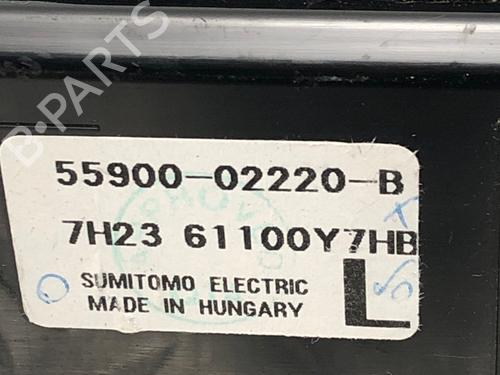 B-PARTS
55900-02220-B
7H23 61100Y7HB
SUMITOMO ELECTRIC
MADE IN HUNGARY
L